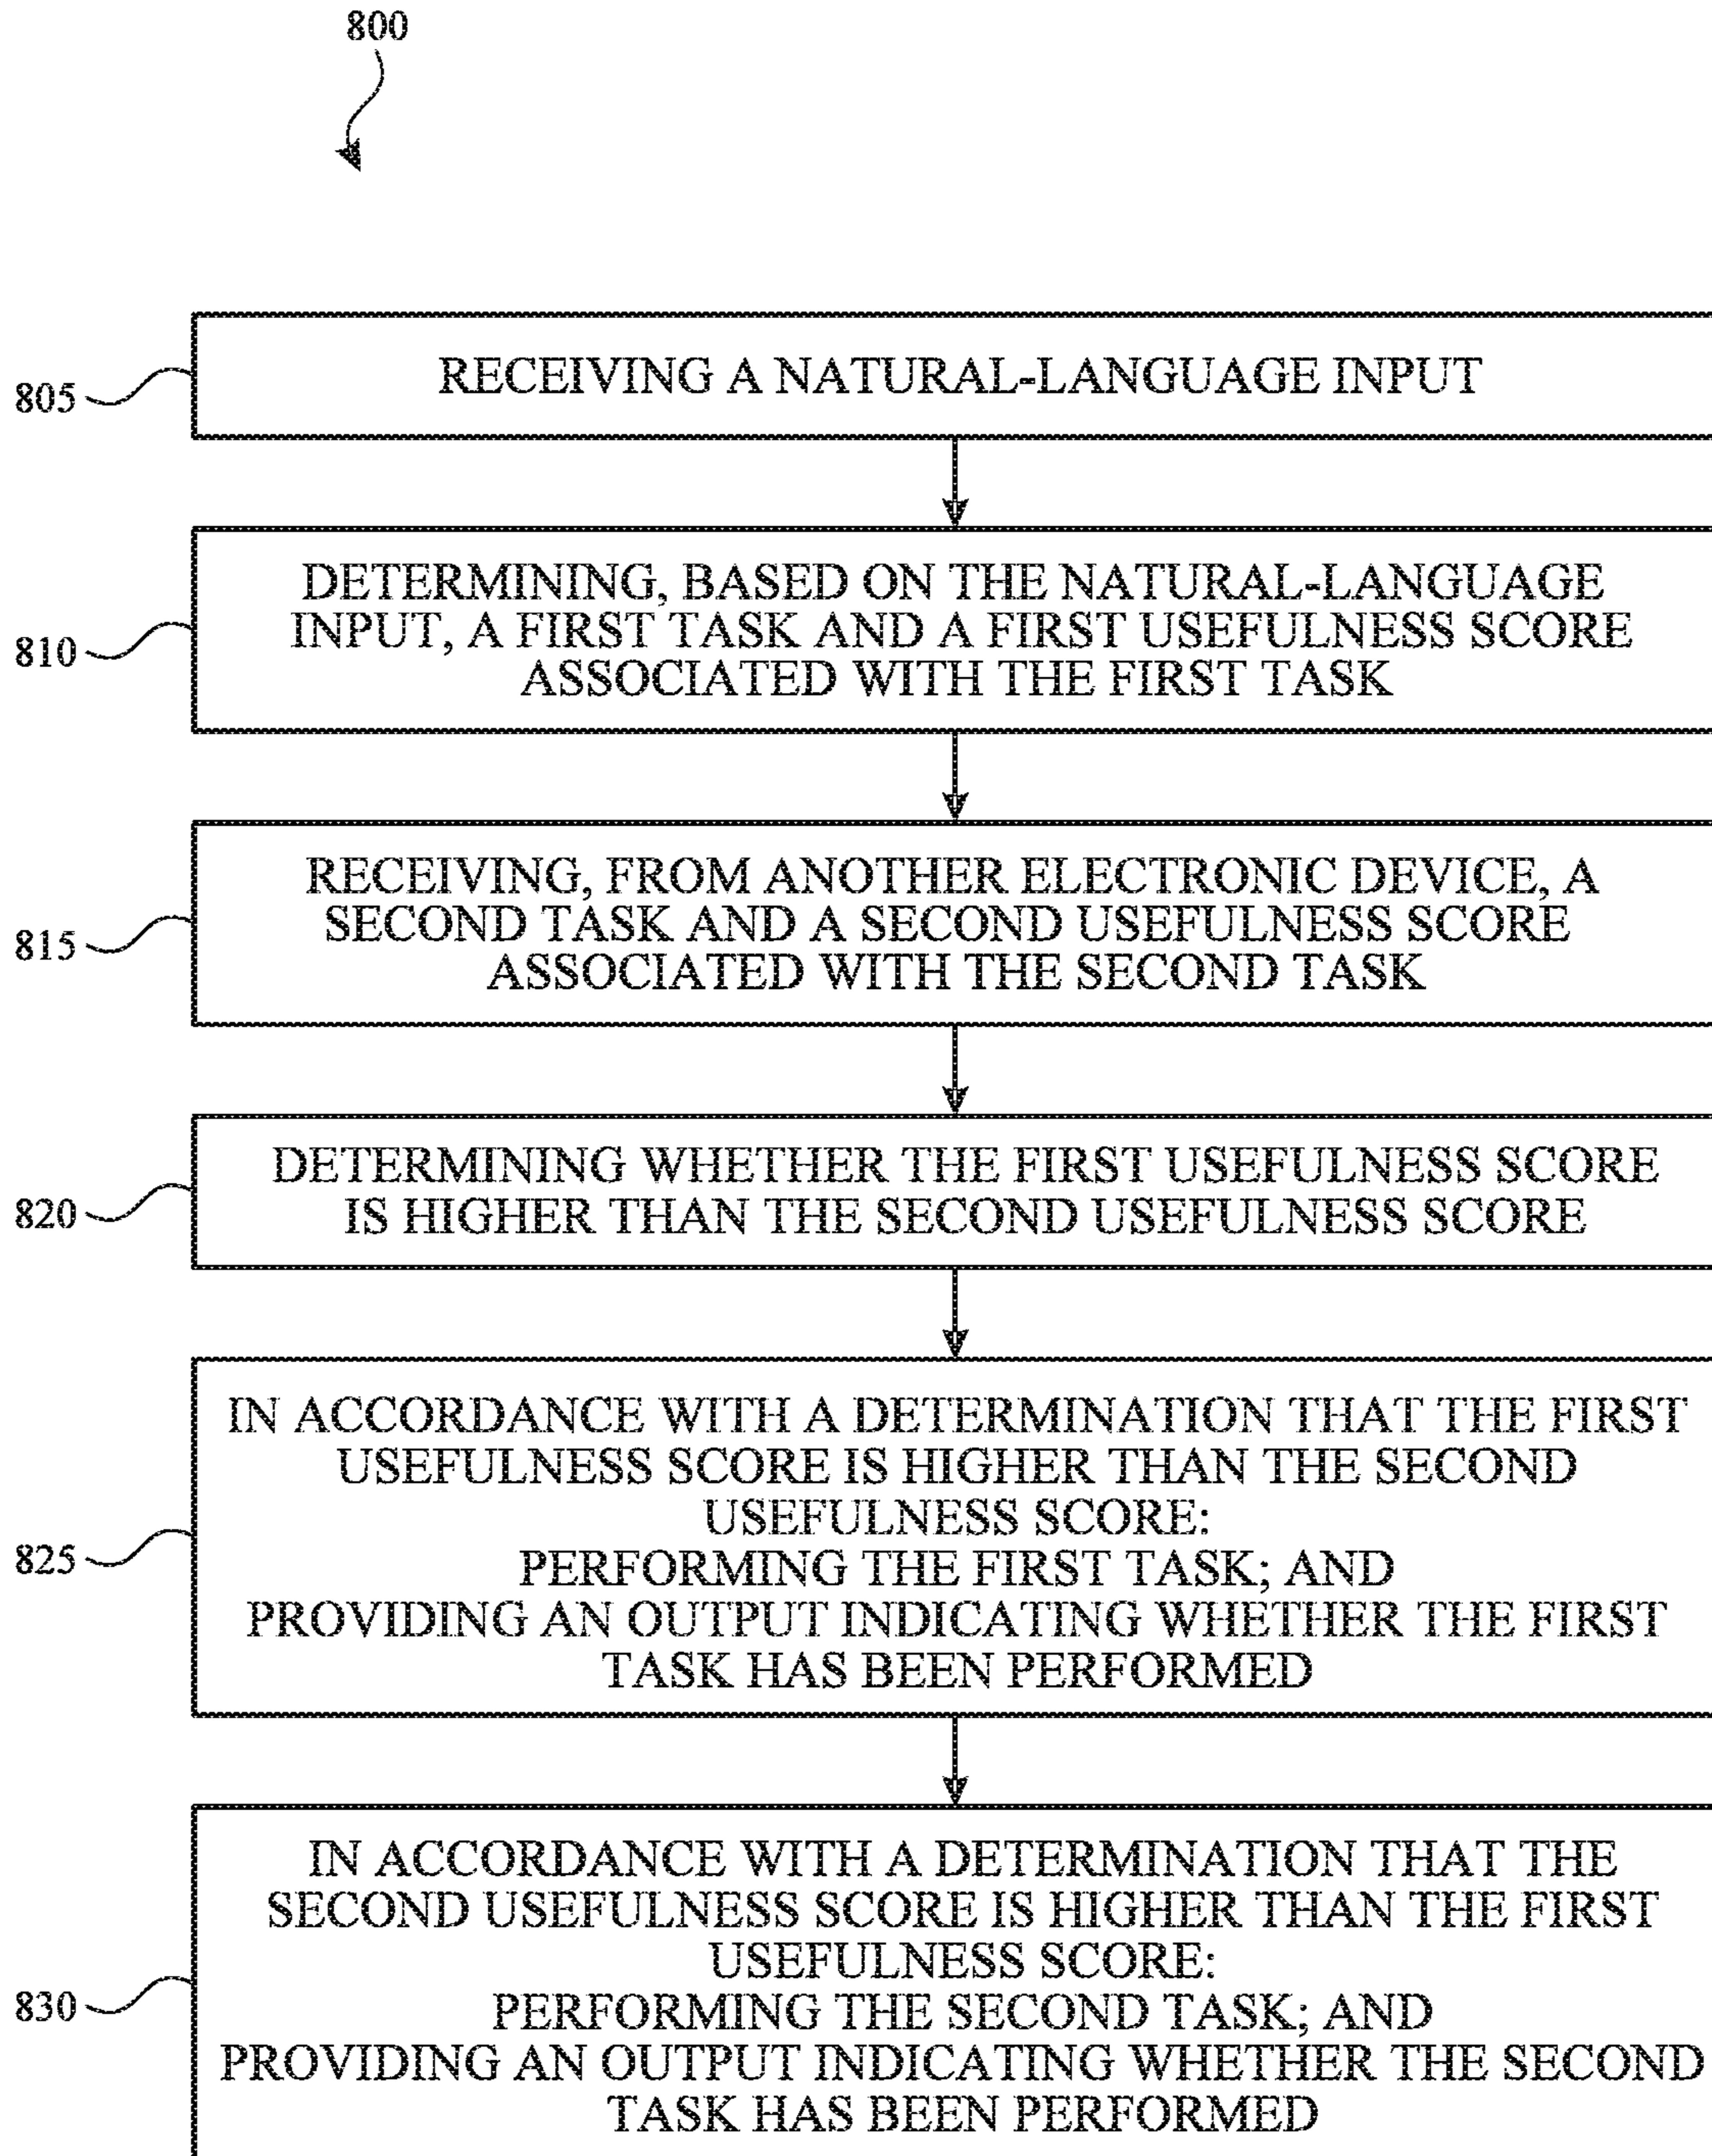 800
805
RECEIVING A NATURAL-LANGUAGE INPUT
810
DETERMINING, BASED ON THE NATURAL-LANGUAGE
INPUT, A FIRST TASK AND A FIRST USEFULNESS SCORE
ASSOCIATED WITH THE FIRST TASK
815
RECEIVING, FROM ANOTHER ELECTRONIC DEVICE, A
SECOND TASK AND A SECOND USEFULNESS SCORE
ASSOCIATED WITH THE SECOND TASK
820
DETERMINING WHETHER THE FIRST USEFULNESS SCORE
IS HIGHER THAN THE SECOND USEFULNESS SCORE
825
IN ACCORDANCE WITH A DETERMINATION THAT THE FIRST
USEFULNESS SCORE IS HIGHER THAN THE SECOND
USEFULNESS SCORE:
PERFORMING THE FIRST TASK; AND
PROVIDING AN OUTPUT INDICATING WHETHER THE FIRST
TASK HAS BEEN PERFORMED
830
IN ACCORDANCE WITH A DETERMINATION THAT THE
SECOND USEFULNESS SCORE IS HIGHER THAN THE FIRST
USEFULNESS SCORE:
PERFORMING THE SECOND TASK; AND
PROVIDING AN OUTPUT INDICATING WHETHER THE SECOND
TASK HAS BEEN PERFORMED